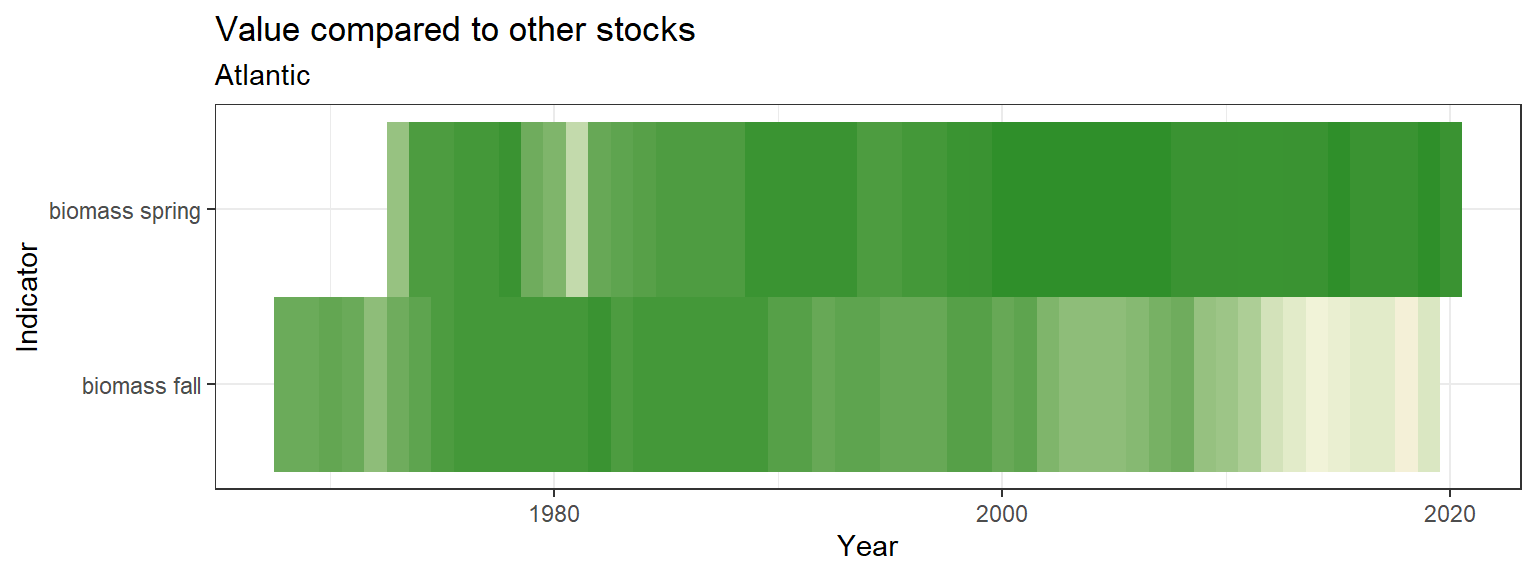 Value compared to other stocks
Atlantic
Indicator
biomass spring
biomass fall
1980
2000
2020
Year